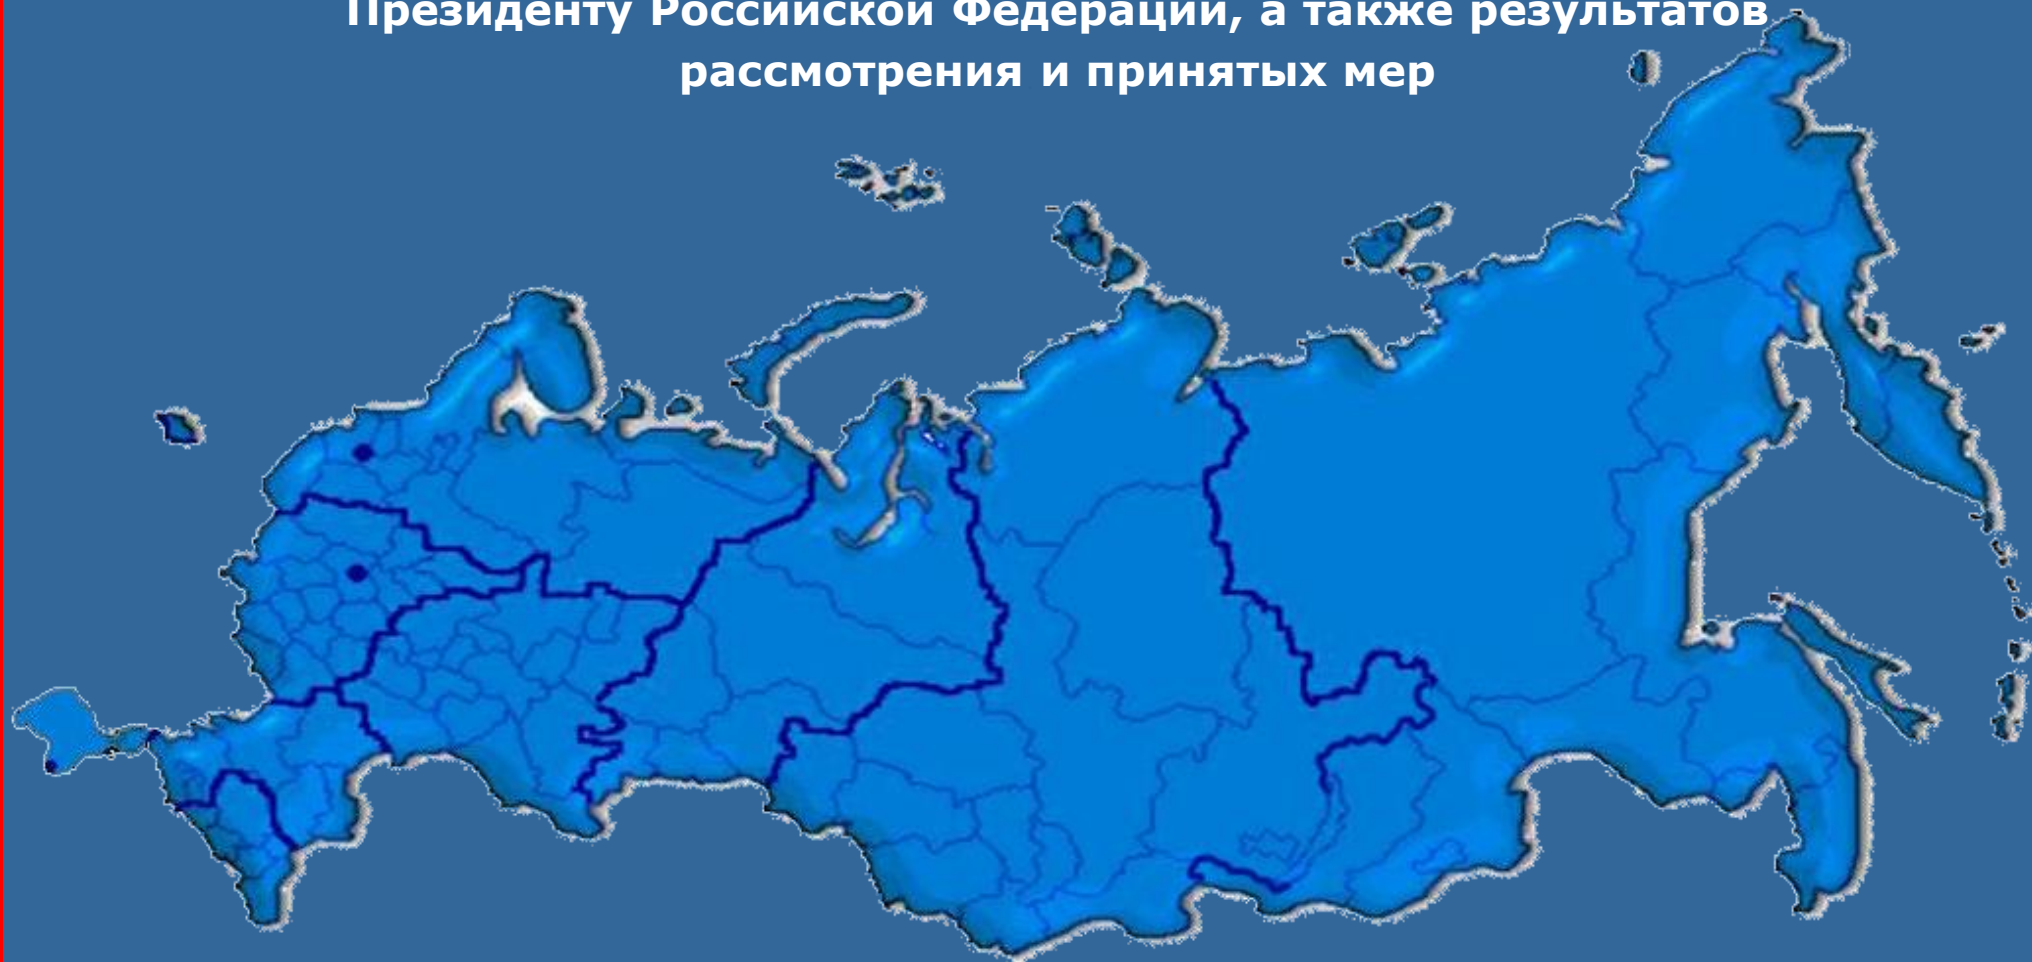 Президенту Российской Федерации, а также результатов
рассмотрения и принятых мер